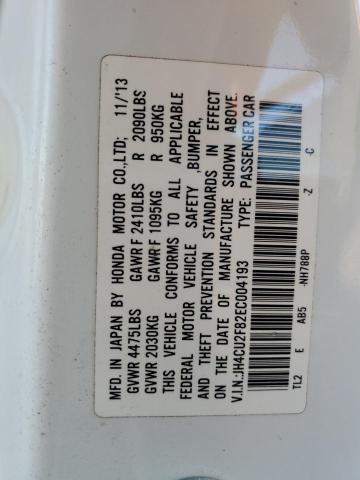 MFD. IN JAPAN BY HONDA MOTOR CO.,LTD; 11/'13
GVWR 4475LBS GAWR F 2410LBS R 2090LBS
GVWR 2030KG GAWR F 1095KG R 950KG
THIS VEHICLE CONFORMS TO ALL APPLICABLE
FEDERAL MOTOR VEHICLE SAFETY ,BUMPER,
AND THEFT PREVENTION STANDARDS IN EFFECT
ON THE DATE OF MANUFACTURE SHOWN ABOVE.
V.I.N.:JH4CU2F82EC004193 TYPE: PASSENGER CAR
TL2 E AB5 -NH788P -Z -C